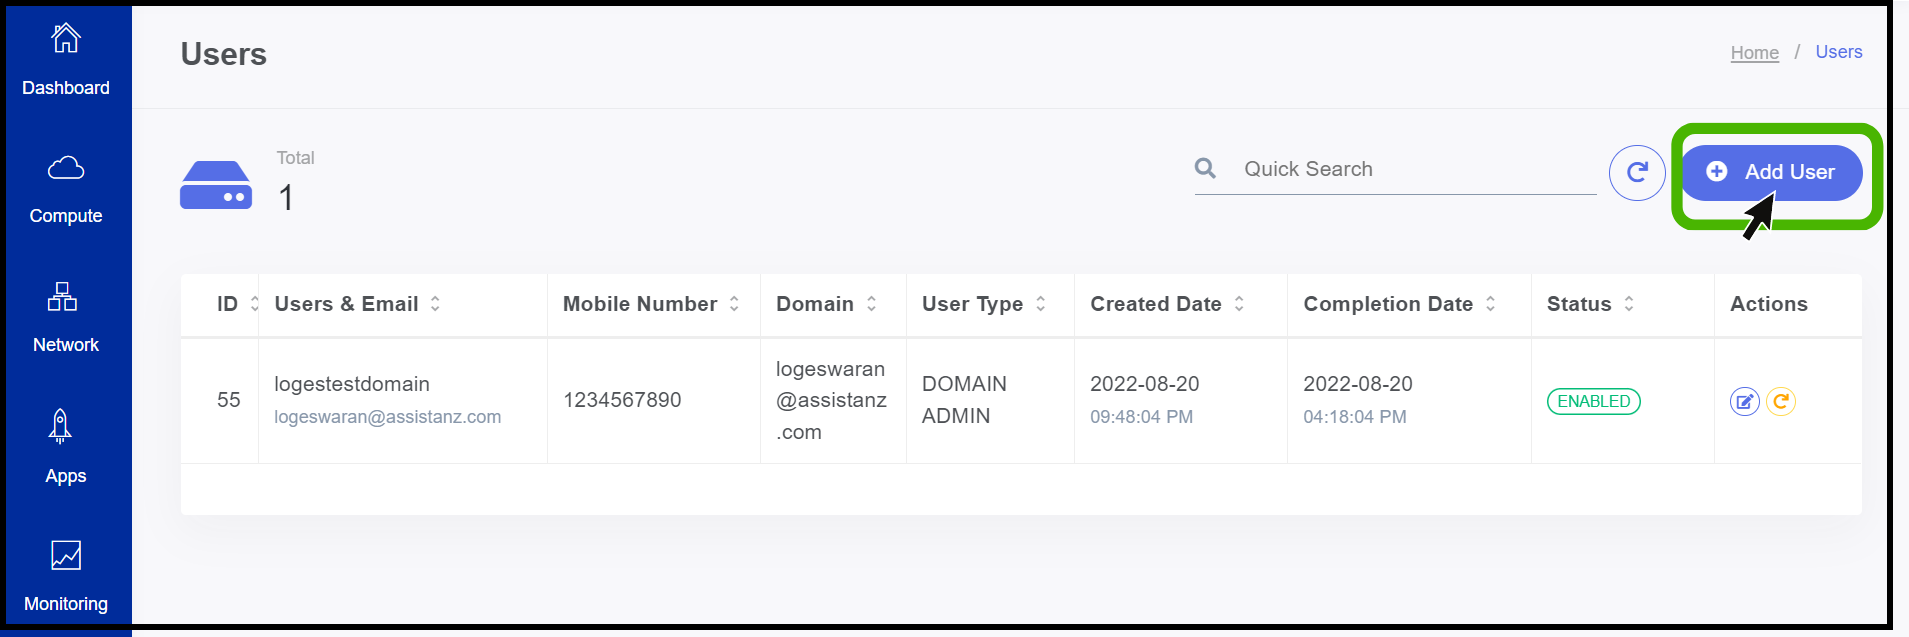 Dashboard
Compute
Network
Apps
Monitoring
Users
Home / Users
Total
1
Quick Search
Add User
ID Users & Email Mobile Number Domain User Type Created Date Completion Date Status Actions
55
logestestdomain
logeswaran@assistanz.com
1234567890
logeswaran
@assistanz
.com
DOMAIN
ADMIN
2022-08-20
09:48:04 PM
2022-08-20
04:18:04 PM
ENABLED